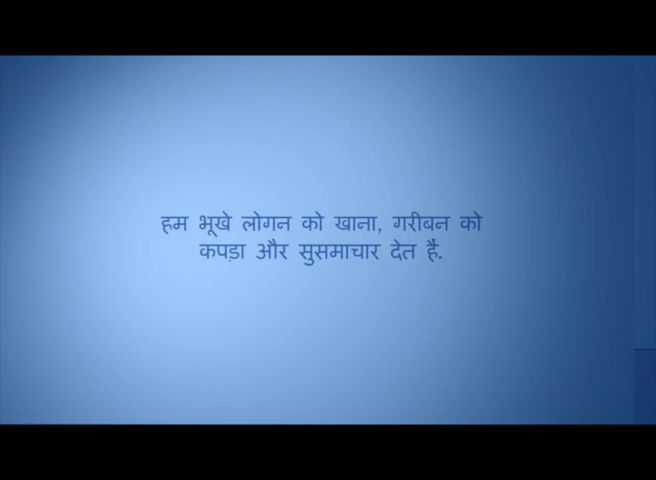 हम भूखे लोगन को खाना, गरीबन को
कपड़ा और सुसमाचार देत है.